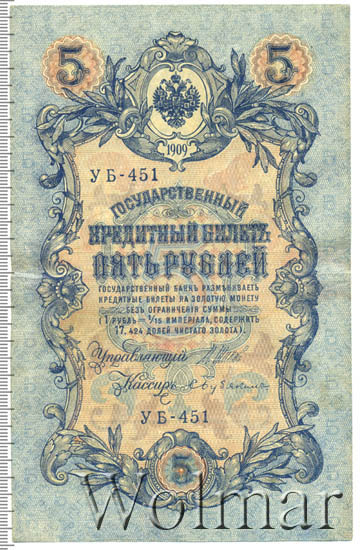 5 5
1909
УБ-451
ГОСУДАРСТВЕННЫЙ
КРЕДИТНЫЙ БИЛЕТЪ
ПЯТЬ РУБЛЕЙ
ГОСУДАРСТВЕННЫЙ БАНКЪ РАЗМѢНИВАЕТЪ
КРЕДИТНЫЕ БИЛЕТЫ НА ЗОЛОТУЮ МОНЕТУ
БЕЗЪ ОГРАНИЧЕНІЯ СУММЫ
(1 РУБЛЬ = 1/15 ИМПЕРІАЛА, СОДЕРЖИТЪ
17,424 ДОЛЕЙ ЧИСТАГО ЗОЛОТА)
Управляющій
Кассиръ
УБ-451
5
Wolmar